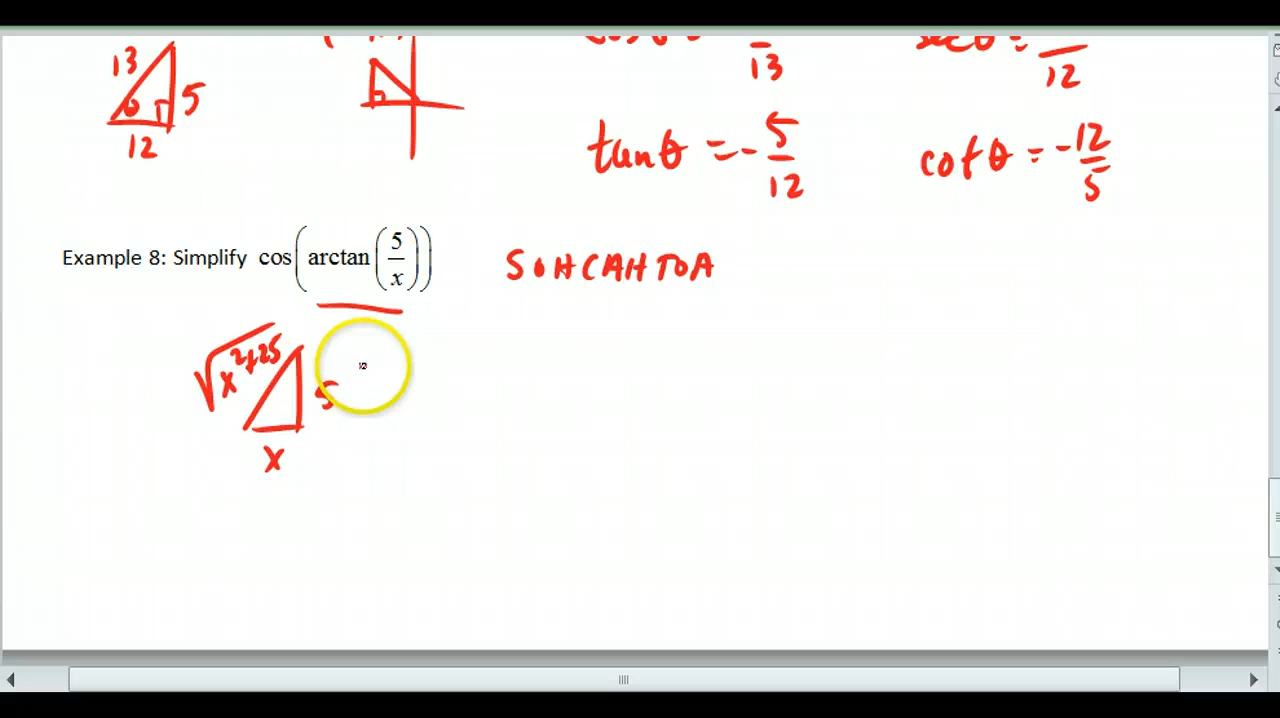 13
5
12
13
12
tanθ = - 5/12
cotθ = -12/5
Example 8: Simplify cos(arctan(5/x))
SOHCAHTOA
√x²+25
5
x